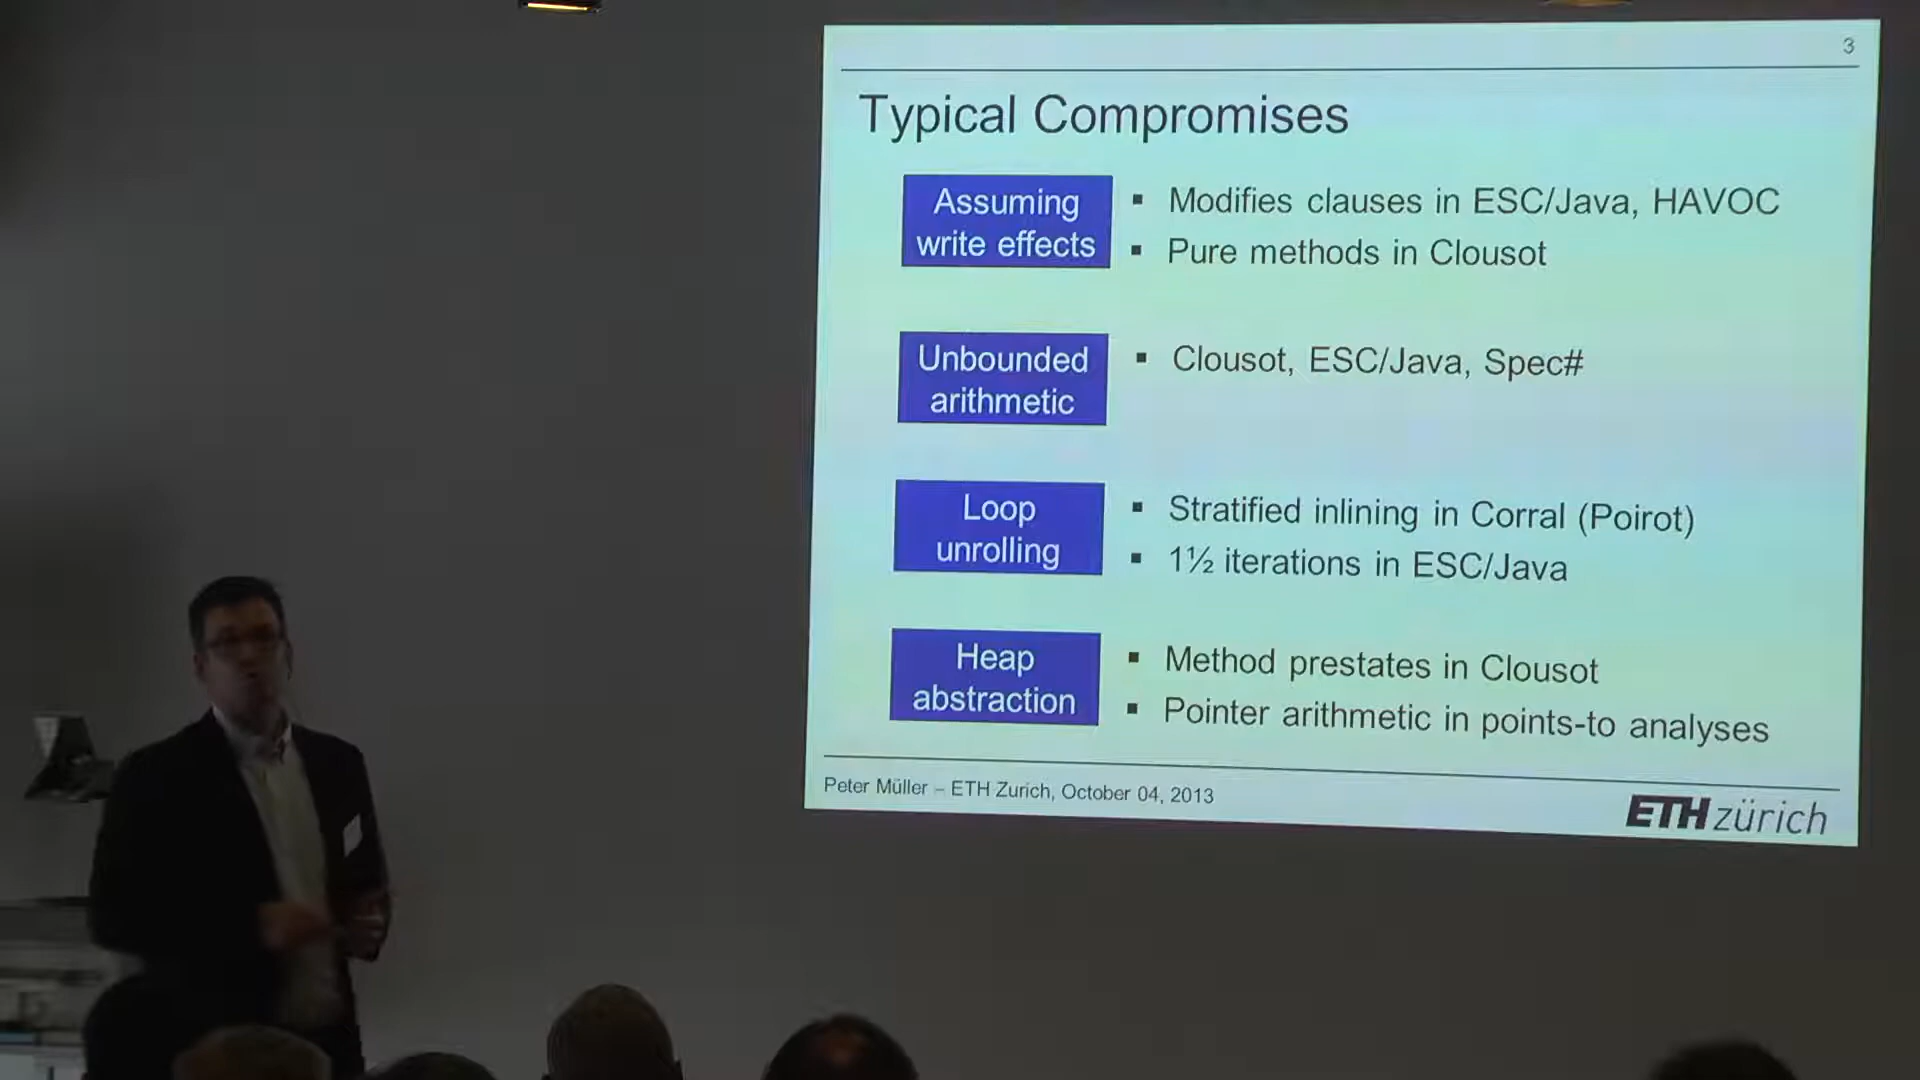 3
Typical Compromises
Assuming
write effects
▪ Modifies clauses in ESC/Java, HAVOC
▪ Pure methods in Clousot
Unbounded
arithmetic
▪ Clousot, ESC/Java, Spec#
Loop
unrolling
▪ Stratified inlining in Corral (Poirot)
▪ 1½ iterations in ESC/Java
Heap
abstraction
▪ Method prestates in Clousot
▪ Pointer arithmetic in points-to analyses
Peter Müller – ETH Zurich, October 04, 2013
ETH zürich